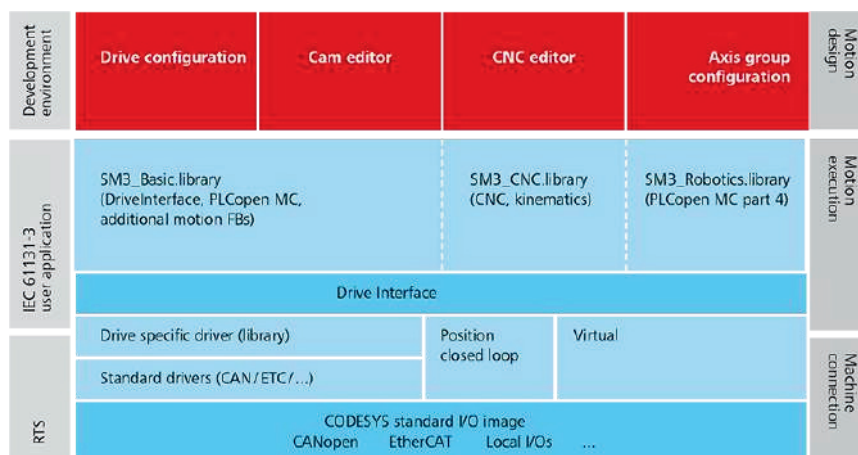 Development
environment
Drive configuration
Cam editor
CNC editor
Axis group
configuration
Motion
design
IEC 61131-3
user application
SM3_Basic.library
(DriveInterface, PLCopen MC,
additional motion FBs)
SM3_CNC.library
(CNC, kinematics)
SM3_Robotics.library
(PLCopen MC part 4)
Motion
execution
Drive Interface
Drive specific driver (library)
Position
closed loop
Virtual
Standard drivers (CAN/ETC/...)
Machine
connection
RTS
CODESYS standard I/O image
CANopen EtherCAT Local I/Os ...